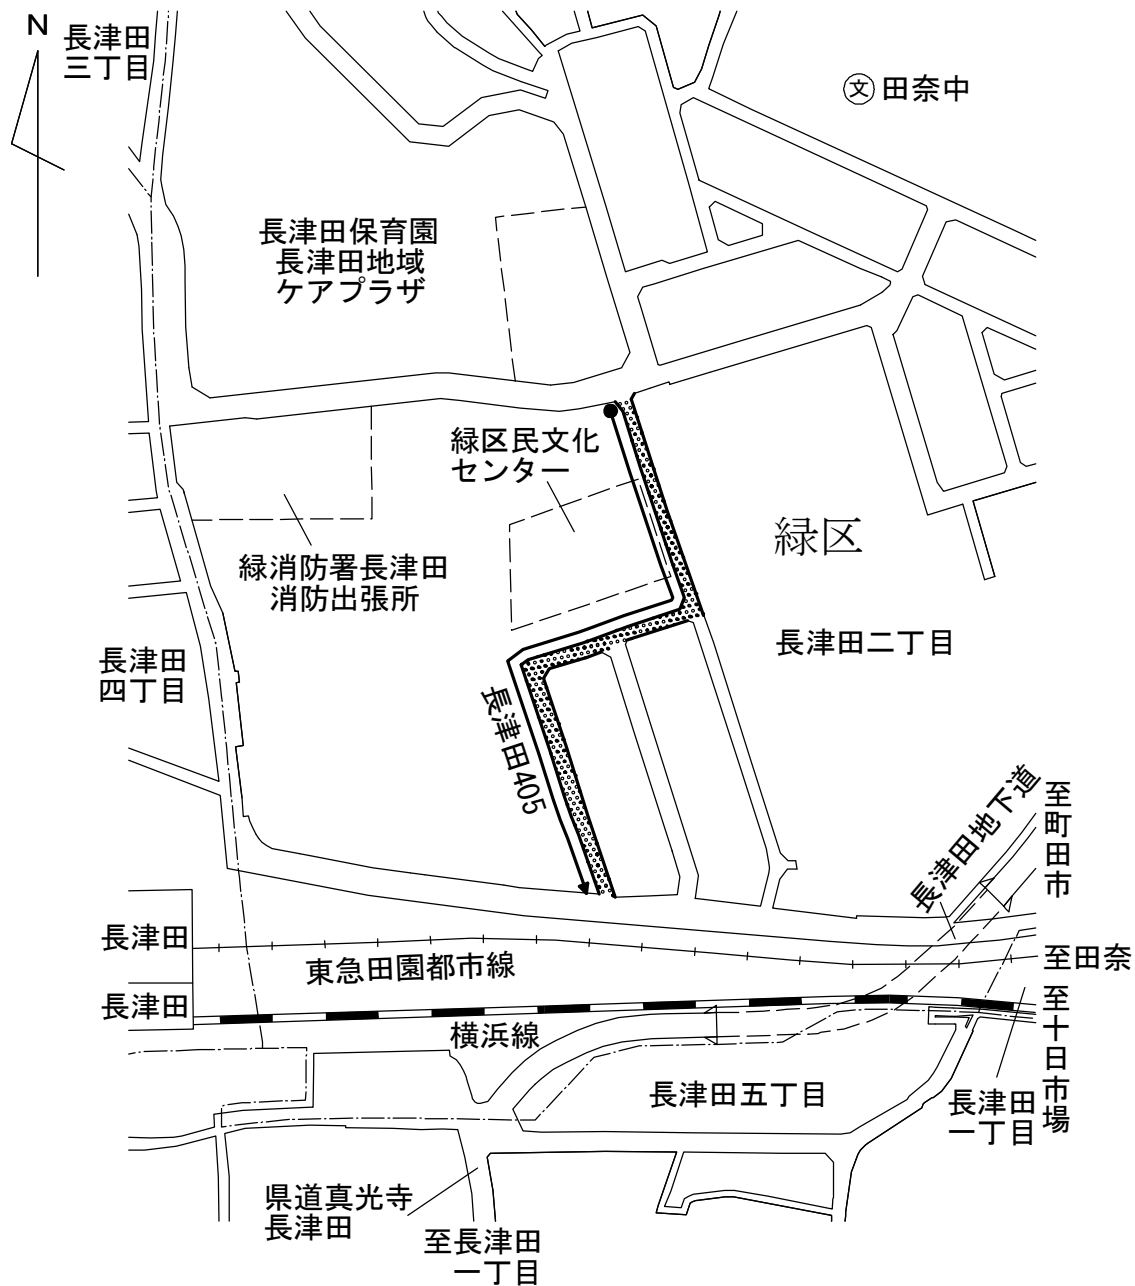 N
長津田
三丁目
文
田奈中
長津田保育園
長津田地域
ケアプラザ
緑区民文化
センター
緑区
緑消防署長津田
消防出張所
長津田二丁目
長津田
四丁目
長津田405
長津田地下道
至町田市
長津田
東急田園都市線
至田奈
長津田
横浜線
至十日市場
長津田五丁目
長津田
一丁目
県道真光寺
長津田
至長津田
一丁目